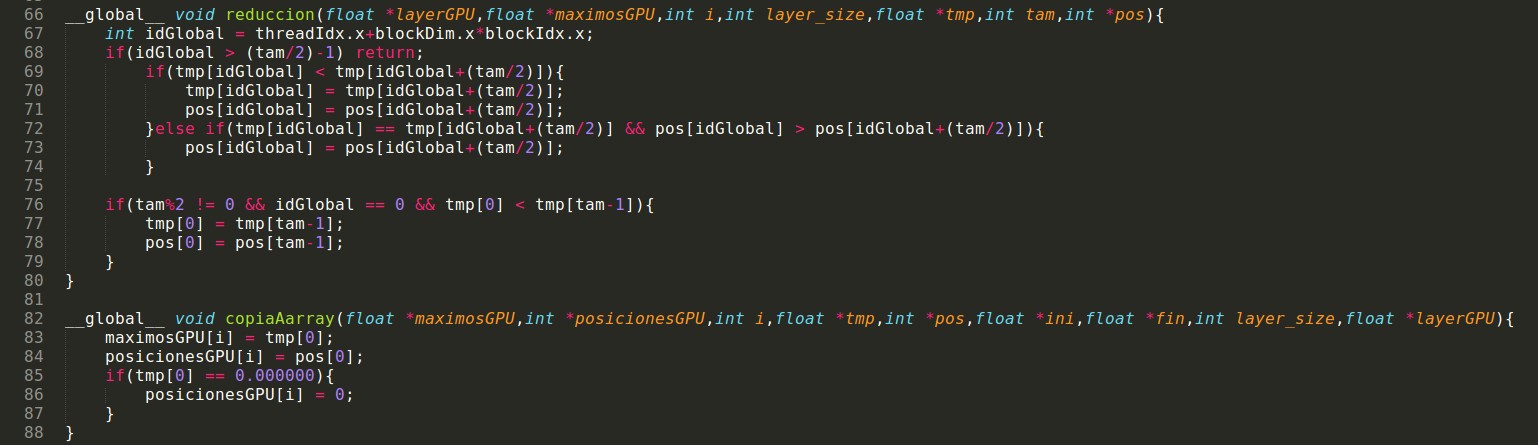 66 __global__ void reduccion(float *layerGPU,float *maximosGPU,int i,int layer_size,float *tmp,int tam,int *pos){
67     int idGlobal = threadIdx.x+blockDim.x*blockIdx.x;
68     if(idGlobal > (tam/2)-1) return;
69         if(tmp[idGlobal] < tmp[idGlobal+(tam/2)]){
70             tmp[idGlobal] = tmp[idGlobal+(tam/2)];
71             pos[idGlobal] = pos[idGlobal+(tam/2)];
72         }else if(tmp[idGlobal] == tmp[idGlobal+(tam/2)] && pos[idGlobal] > pos[idGlobal+(tam/2)]){
73             pos[idGlobal] = pos[idGlobal+(tam/2)];
74         }
75
76     if(tam%2 != 0 && idGlobal == 0 && tmp[0] < tmp[tam-1]){
77         tmp[0] = tmp[tam-1];
78         pos[0] = pos[tam-1];
79     }
80 }
81
82 __global__ void copiaAarray(float *maximosGPU,int *posicionesGPU,int i,float *tmp,int *pos,float *ini,float *fin,int layer_size,float *layerGPU){
83     maximosGPU[i] = tmp[0];
84     posicionesGPU[i] = pos[0];
85     if(tmp[0] == 0.000000){
86         posicionesGPU[i] = 0;
87     }
88 }